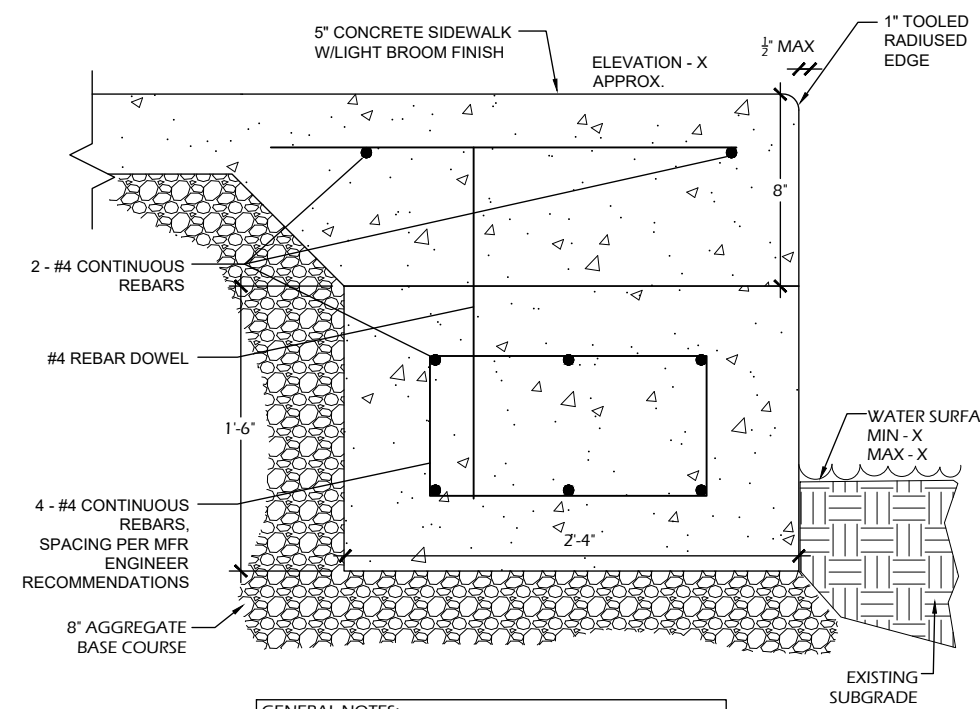 5" CONCRETE SIDEWALK
W/LIGHT BROOM FINISH
ELEVATION - X
APPROX.
½" MAX
1" TOOLED
RADIUSED
EDGE
8"
2 - #4 CONTINUOUS
REBARS
#4 REBAR DOWEL
1'-6"
WATER SURFA
MIN - X
MAX - X
4 - #4 CONTINUOUS
REBARS,
SPACING PER MFR
ENGINEER
RECOMMENDATIONS
2'-4"
8" AGGREGATE
BASE COURSE
EXISTING
SUBGRADE
GENERAL NOTES: